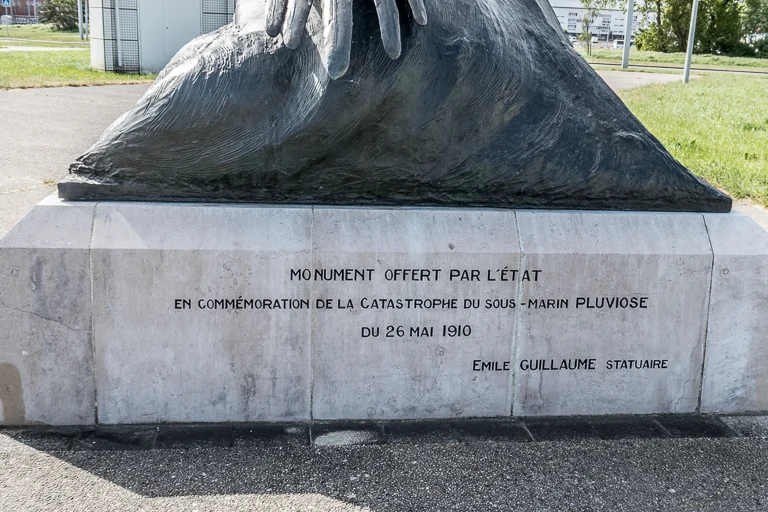 MONUMENT OFFERT PAR L'ÉTAT
EN COMMÉMORATION DE LA CATASTROPHE DU SOUS-MARIN PLUVIOSE
DU 26 MAI 1910
EMILE GUILLAUME STATUAIRE